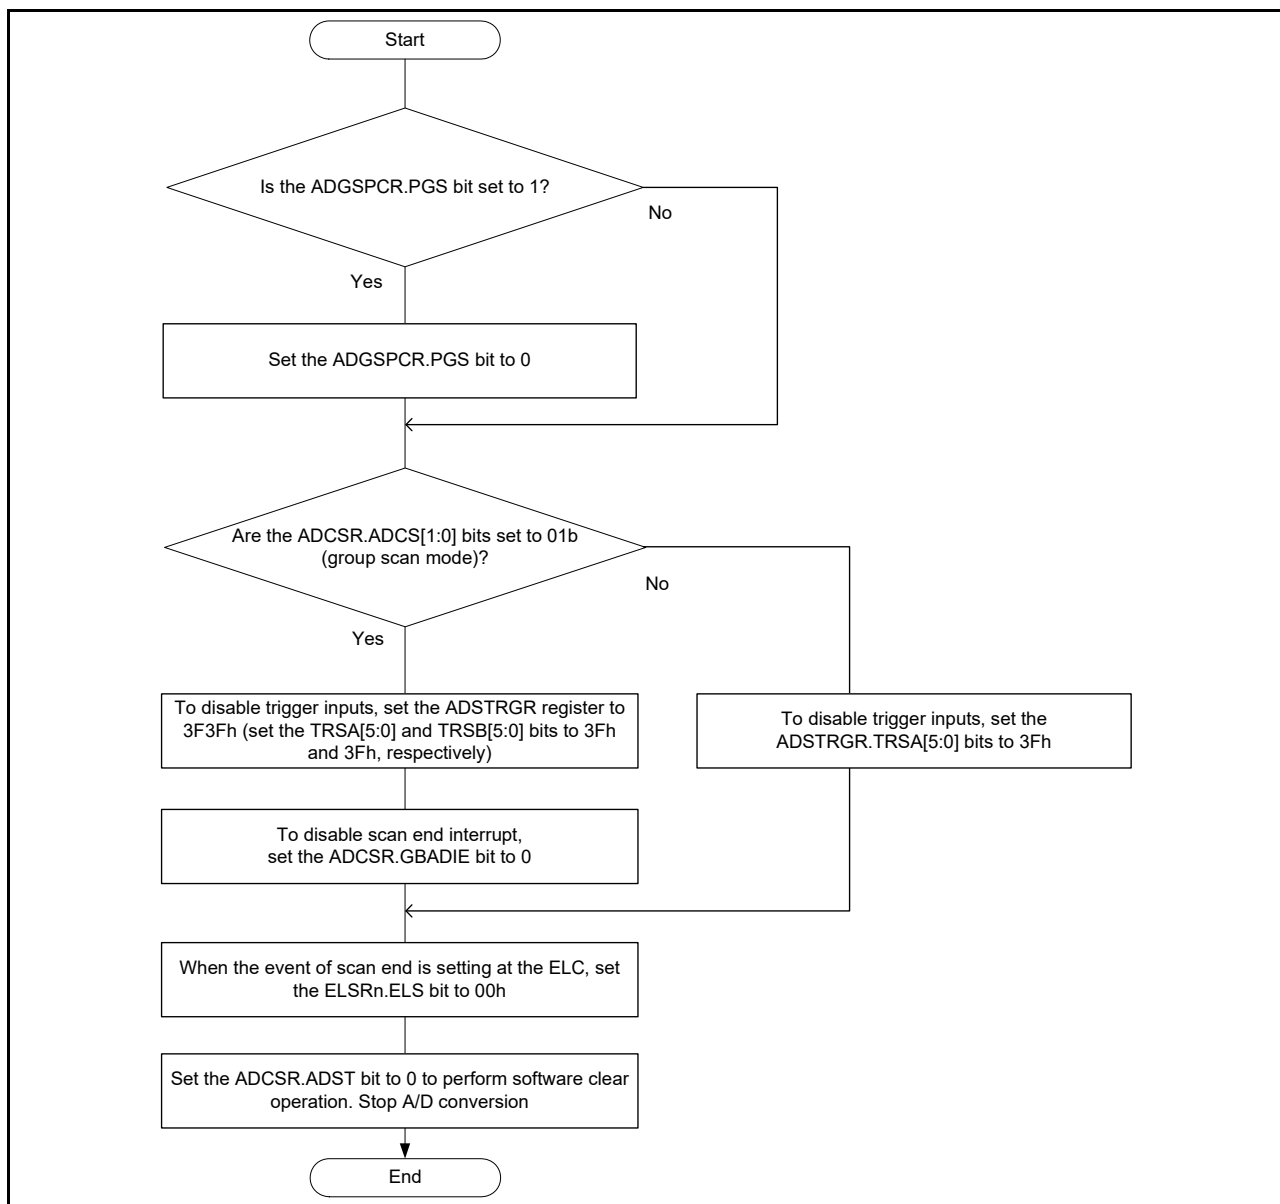 Start
Is the ADGSPCR.PGS bit set to 1?
No
Yes
Set the ADGSPCR.PGS bit to 0
Are the ADCSR.ADCS[1:0] bits set to 01b
(group scan mode)?
No
Yes
To disable trigger inputs, set the ADSTRGR register to
3F3Fh (set the TRSA[5:0] and TRSB[5:0] bits to 3Fh
and 3Fh, respectively)
To disable trigger inputs, set the
ADSTRGR.TRSA[5:0] bits to 3Fh
To disable scan end interrupt,
set the ADCSR.GBADIE bit to 0
When the event of scan end is setting at the ELC, set
the ELSRn.ELS bit to 00h
Set the ADCSR.ADST bit to 0 to perform software clear
operation. Stop A/D conversion
End